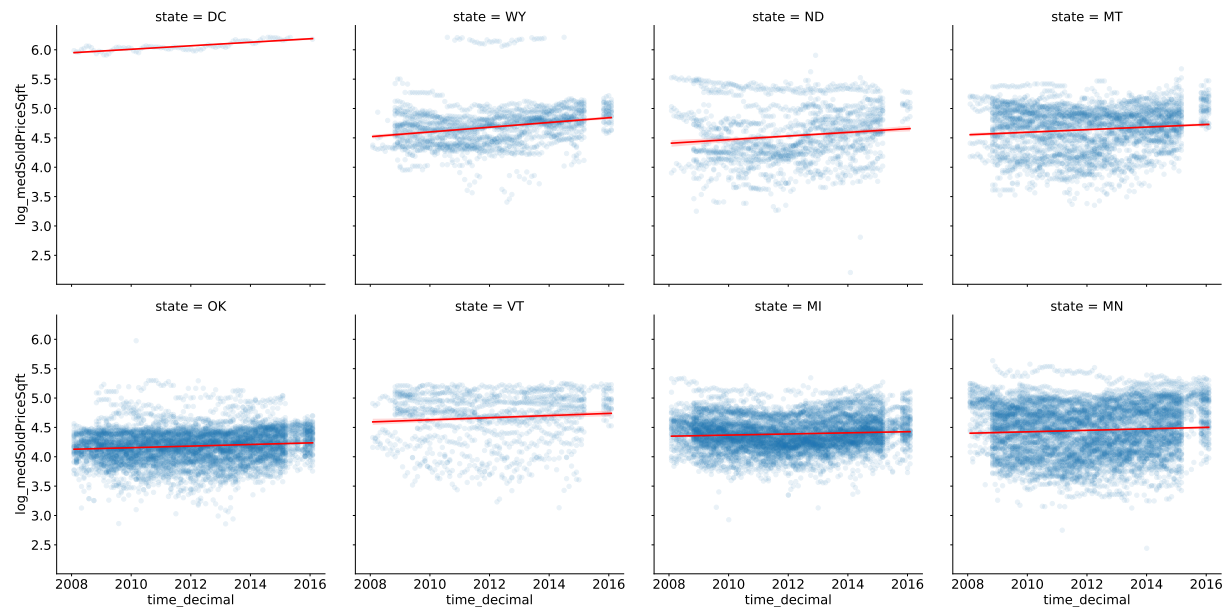 state = DC
state = WY
state = ND
state = MT
6.0
5.5
5.0
4.5
4.0
3.5
3.0
2.5
log_medSoldPriceSqft
state = OK
state = VT
state = MI
state = MN
6.0
5.5
5.0
4.5
4.0
3.5
3.0
2.5
log_medSoldPriceSqft
2008 2010 2012 2014 2016
2008 2010 2012 2014 2016
2008 2010 2012 2014 2016
2008 2010 2012 2014 2016
time_decimal
time_decimal
time_decimal
time_decimal